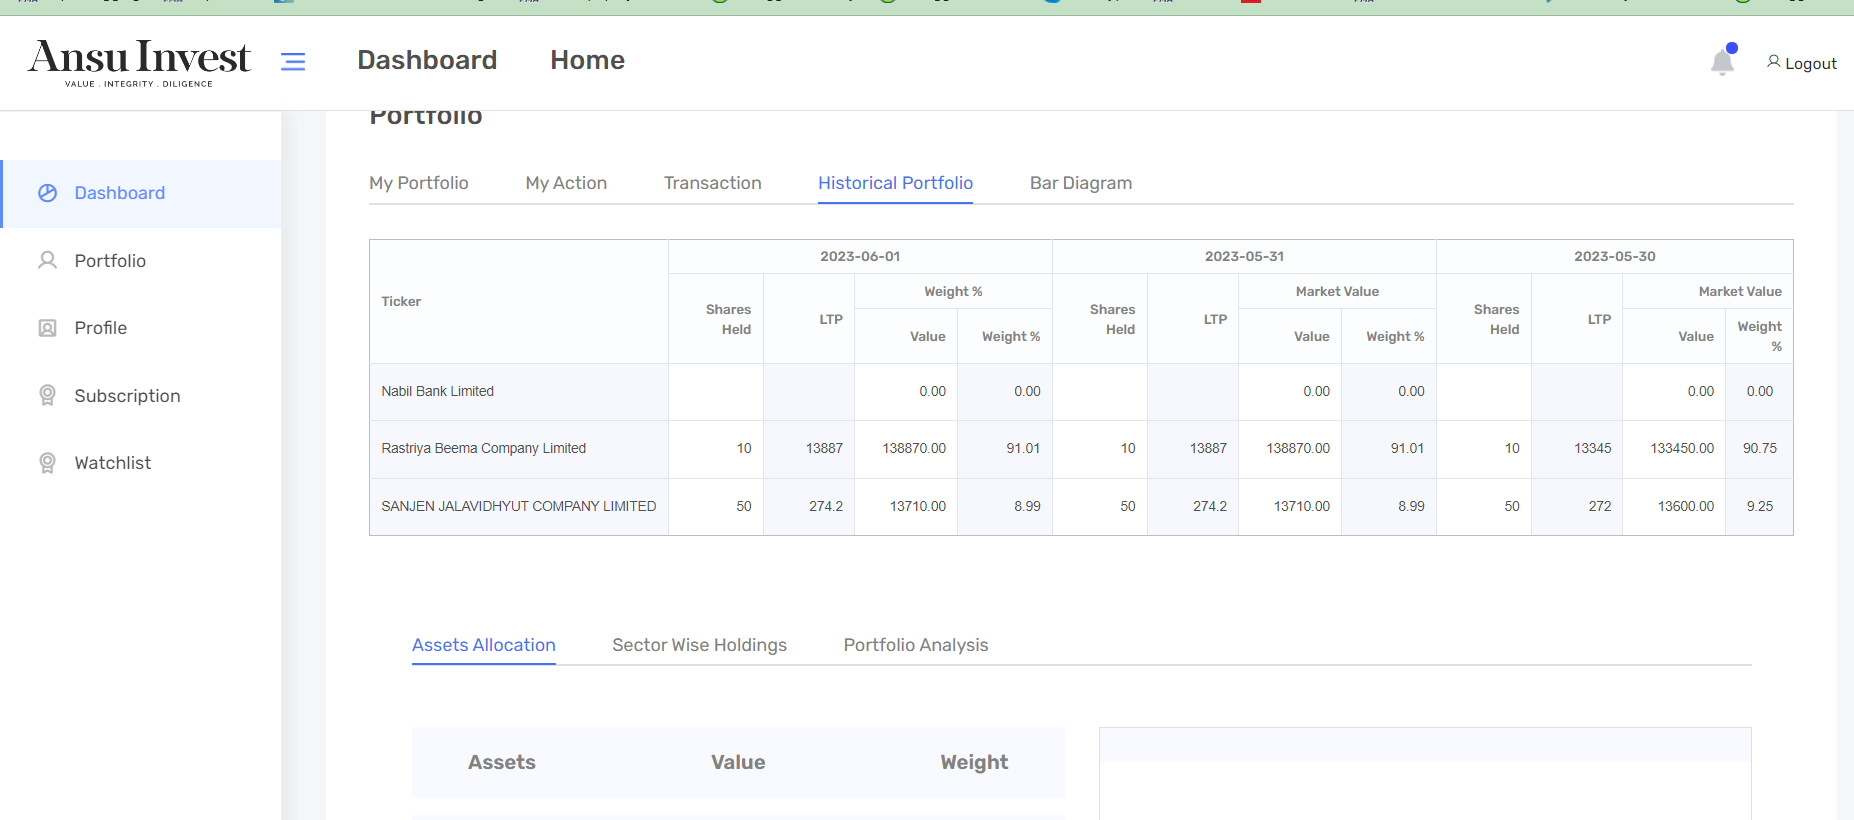 Ansu Invest
VALUE . INTEGRITY . DILIGENCE
Dashboard Home
Logout
Portfolio
Dashboard
Portfolio
Profile
Subscription
Watchlist
My Portfolio My Action Transaction Historical Portfolio Bar Diagram
2023-06-01 2023-05-31 2023-05-30
Ticker Shares Held LTP Weight % Shares Held LTP Market Value Shares Held LTP Market Value
Value Weight % Value Weight % Value Weight %
Nabil Bank Limited 0.00 0.00 0.00 0.00 0.00 0.00
Rastriya Beema Company Limited 10 13887 138870.00 91.01 10 13887 138870.00 91.01 10 13345 133450.00 90.75
SANJEN JALAVIDHYUT COMPANY LIMITED 50 274.2 13710.00 8.99 50 274.2 13710.00 8.99 50 272 13600.00 9.25
Assets Allocation Sector Wise Holdings Portfolio Analysis
Assets Value Weight